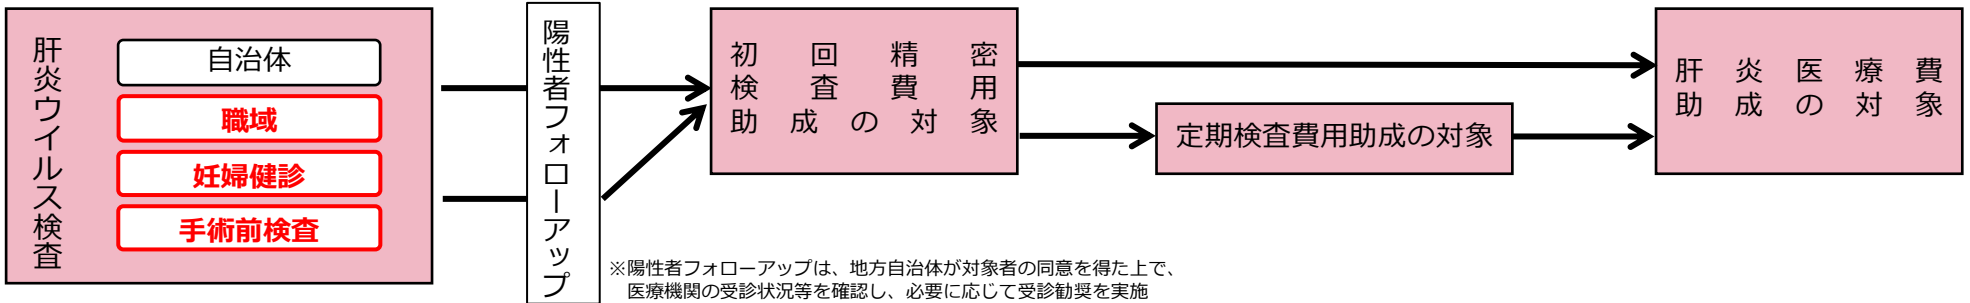 肝炎ウイルス検査
自治体
職域
妊婦健診
手術前検査
陽性者フォローアップ
初回精密
検査費用
助成の対象
定期検査費用助成の対象
肝炎医療費
助成の対象
※陽性者フォローアップは、地方自治体が対象者の同意を得た上で、
医療機関の受診状況等を確認し、必要に応じて受診勧奨を実施